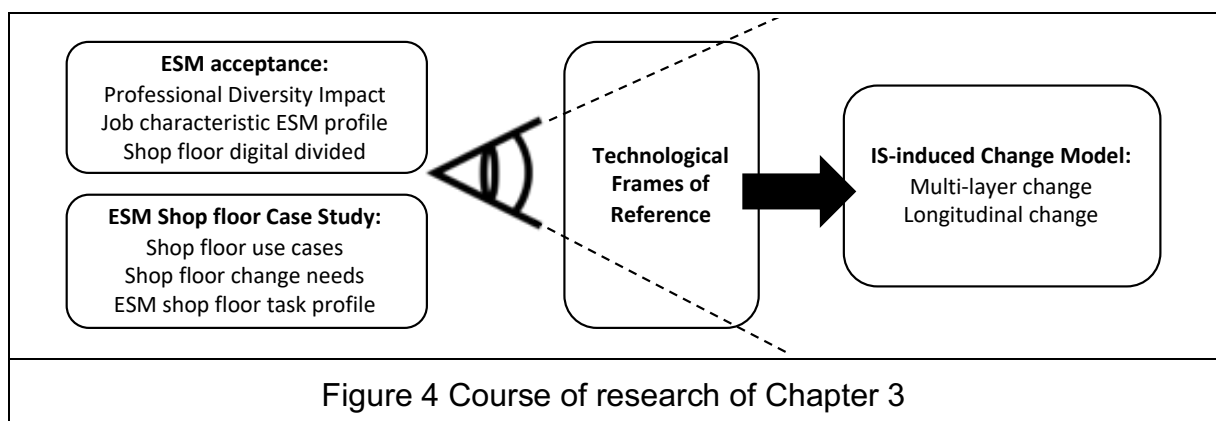 ESM acceptance:
Professional Diversity Impact
Job characteristic ESM profile
Shop floor digital divided
ESM Shop floor Case Study:
Shop floor use cases
Shop floor change needs
ESM shop floor task profile
Technological
Frames of
Reference
IS-induced Change Model:
Multi-layer change
Longitudinal change
Figure 4 Course of research of Chapter 3